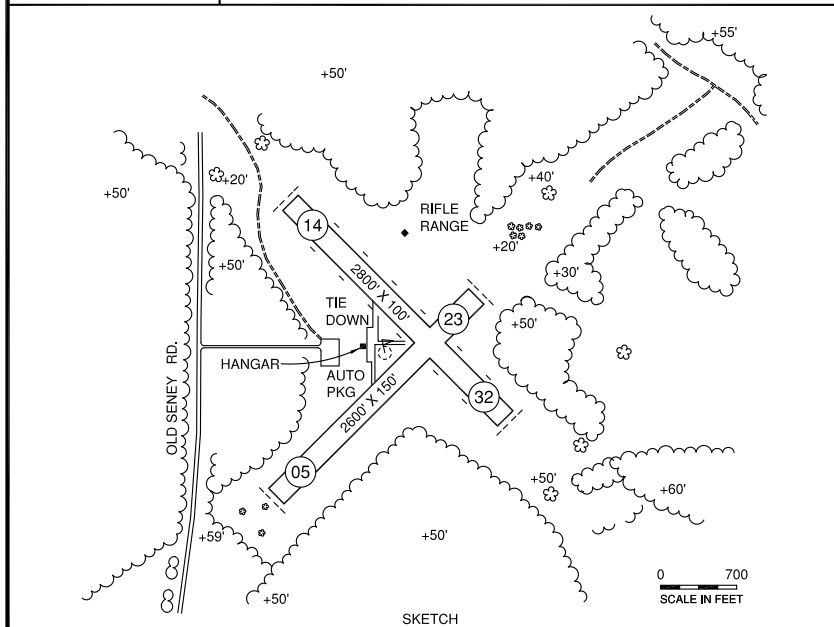 +55'
+50'
+40'
+20'
+50'
RIFLE
RANGE
14
+20'
+50'
+30'
2800' X 100'
TIE
DOWN
23
+50'
HANGAR
AUTO
PKG
OLD SENEY RD.
2600' X 150'
32
05
+50'
+60'
+59'
+50'
+50'
0 700
SCALE IN FEET
SKETCH